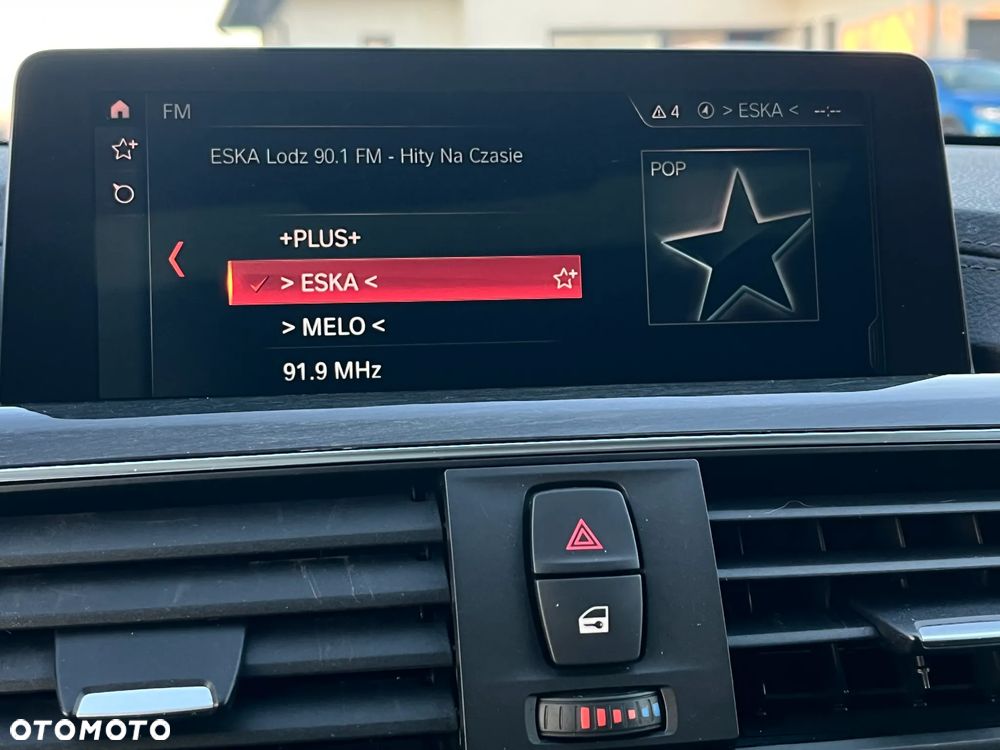 FM
4 > ESKA < --:--
ESKA Lodz 90.1 FM - Hity Na Czasie
POP
+PLUS+
> ESKA <
> MELO <
91.9 MHz
OTOMOTO